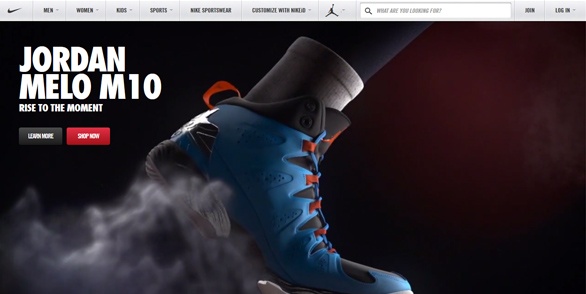 MEN
WOMEN
KIDS
SPORTS
NIKE SPORTSWEAR
CUSTOMIZE WITH NIKEiD
WHAT ARE YOU LOOKING FOR?
JOIN
LOG IN
JORDAN
MELO M10
RISE TO THE MOMENT
LEARN MORE
SHOP NOW